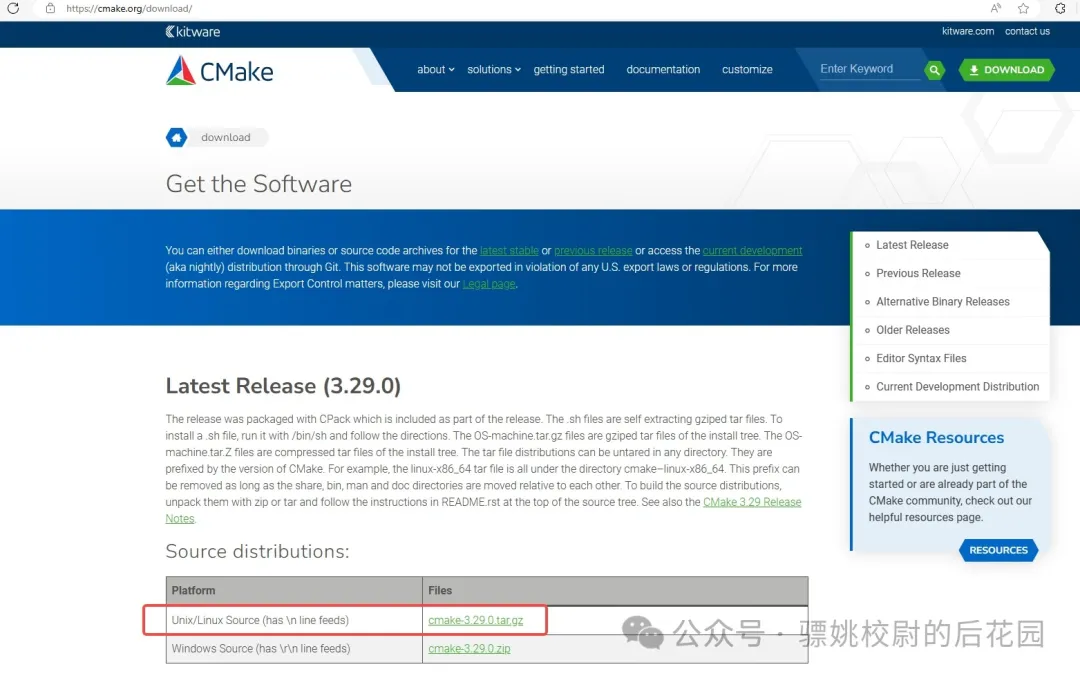 https://cmake.org/download/
kitware
kitware.com contact us
CMake
about solutions getting started documentation customize Enter Keyword DOWNLOAD
download
Get the Software
You can either download binaries or source code archives for the latest stable or previous release or access the current development
(aka nightly) distribution through Git. This software may not be exported in violation of any U.S. export laws or regulations. For more
information regarding Export Control matters, please visit our Legal page.
Latest Release
Previous Release
Alternative Binary Releases
Older Releases
Editor Syntax Files
Current Development Distribution
Latest Release (3.29.0)
The release was packaged with CPack which is included as part of the release. The .sh files are self extracting gziped tar files. To
install a .sh file, run it with /bin/sh and follow the directions. The OS-machine.tar.gz files are gziped tar files of the install tree. The OS-
machine.tar.Z files are compressed tar files of the install tree. The tar file distributions can be untared in any directory. They are
prefixed by the version of CMake. For example, the linux-x86_64 tar file is all under the directory cmake–linux-x86_64. This prefix can
be removed as long as the share, bin, man and doc directories are moved relative to each other. To build the source distributions,
unpack them with zip or tar and follow the instructions in README.rst at the top of the source tree. See also the CMake 3.29 Release
Notes.
CMake Resources
Whether you are just getting
started or are already part of the
CMake community, check out our
helpful resources page.
RESOURCES
Source distributions:
Platform Files
Unix/Linux Source (has \n line feeds) cmake-3.29.0.tar.gz
Windows Source (has \r\n line feeds) cmake-3.29.0.zip
公众号 · 骠姚校尉的后花园